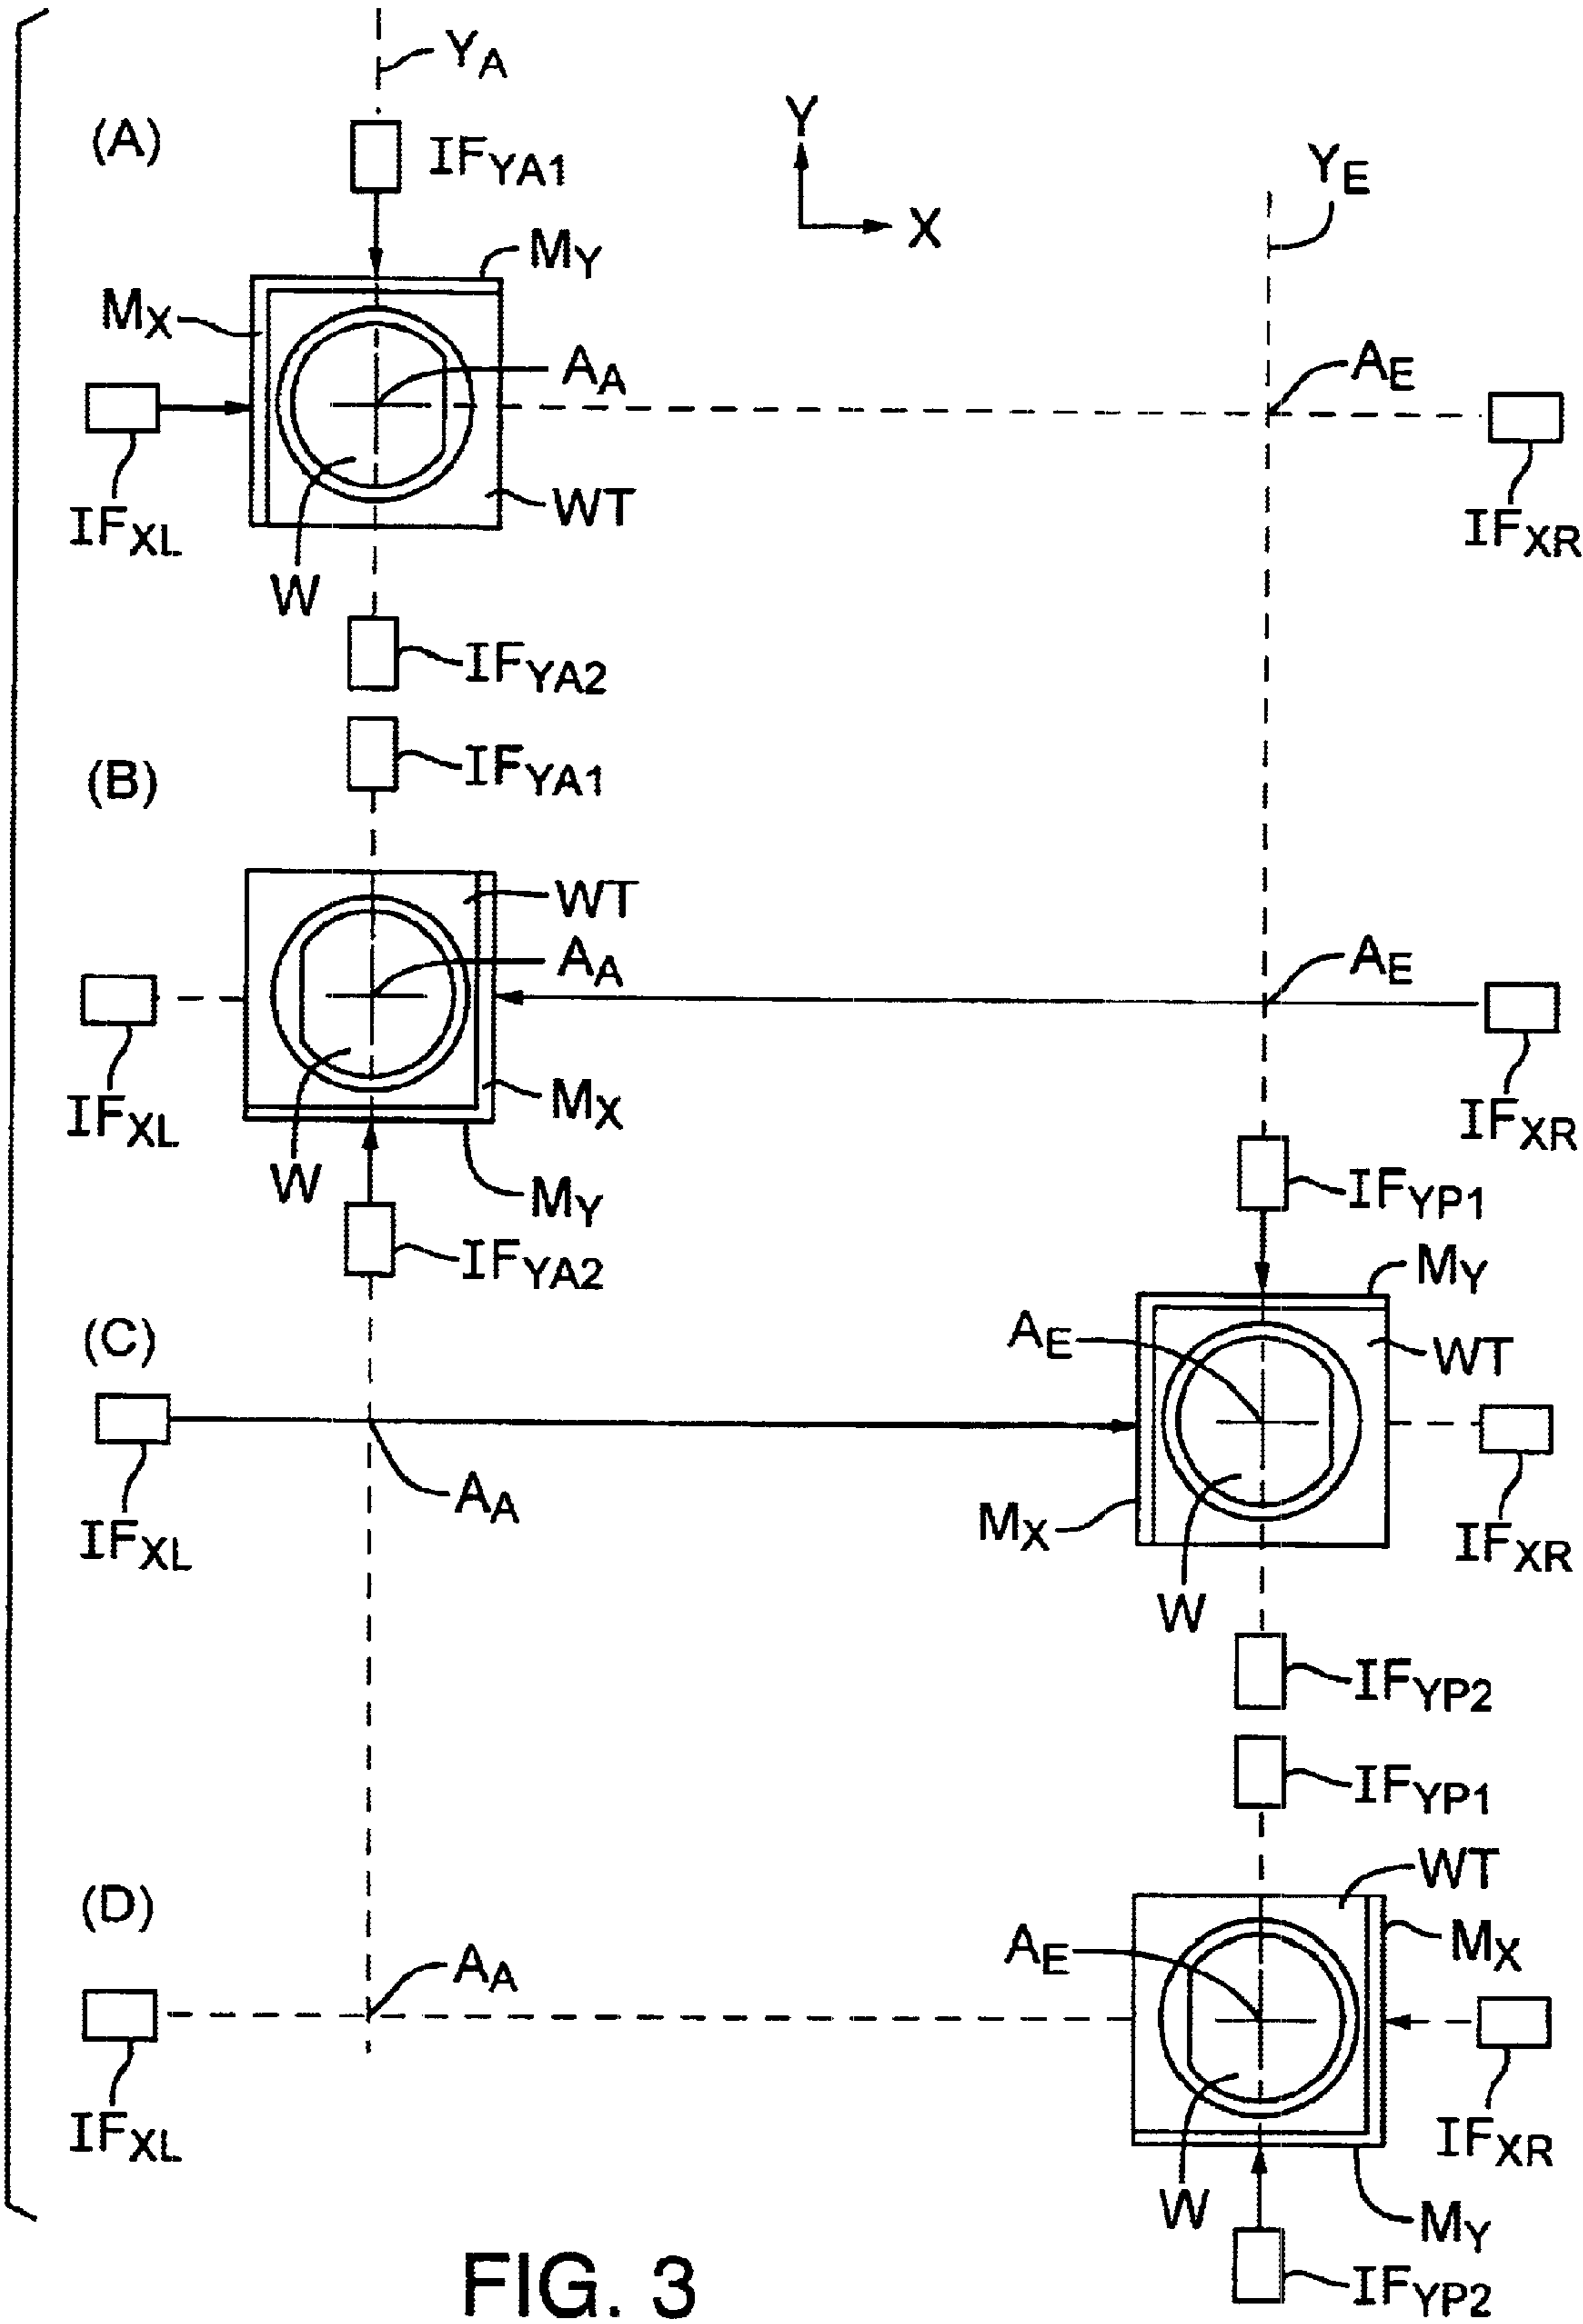 Y_A
(A)
IF_YA1
Y
X
Y_E
M_Y
M_X
A_A
A_E
IF_XL
WT
IF_XR
W
IF_YA2
IF_YA1
(B)
WT
A_A
A_E
IF_XL
M_X
IF_XR
W
M_Y
IF_YP1
IF_YA2
M_Y
(C)
A_E
WT
A_A
M_X
IF_XL
IF_XR
W
IF_YP2
IF_YP1
WT
(D)
A_A
A_E
M_X
IF_XL
IF_XR
W
M_Y
IF_YP2
FIG. 3